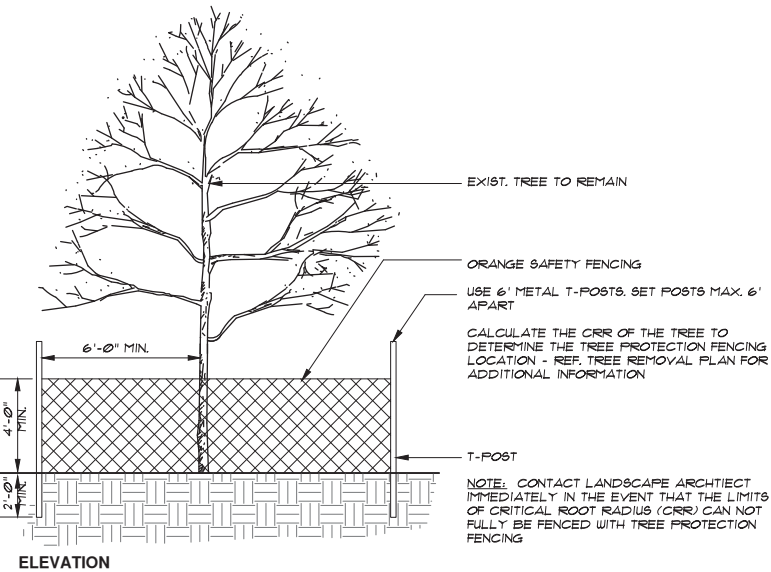 EXIST. TREE TO REMAIN
ORANGE SAFETY FENCING
USE 6' METAL T-POSTS. SET POSTS MAX. 6'
APART
6'-0" MIN.
CALCULATE THE CRR OF THE TREE TO
DETERMINE THE TREE PROTECTION FENCING
LOCATION - REF. TREE REMOVAL PLAN FOR
ADDITIONAL INFORMATION
4'-0"
MIN.
T-POST
2'-0"
MIN.
NOTE: CONTACT LANDSCAPE ARCHTIECT
IMMEDIATELY IN THE EVENT THAT THE LIMITS
OF CRITICAL ROOT RADIUS (CRR) CAN NOT
FULLY BE FENCED WITH TREE PROTECTION
FENCING
ELEVATION